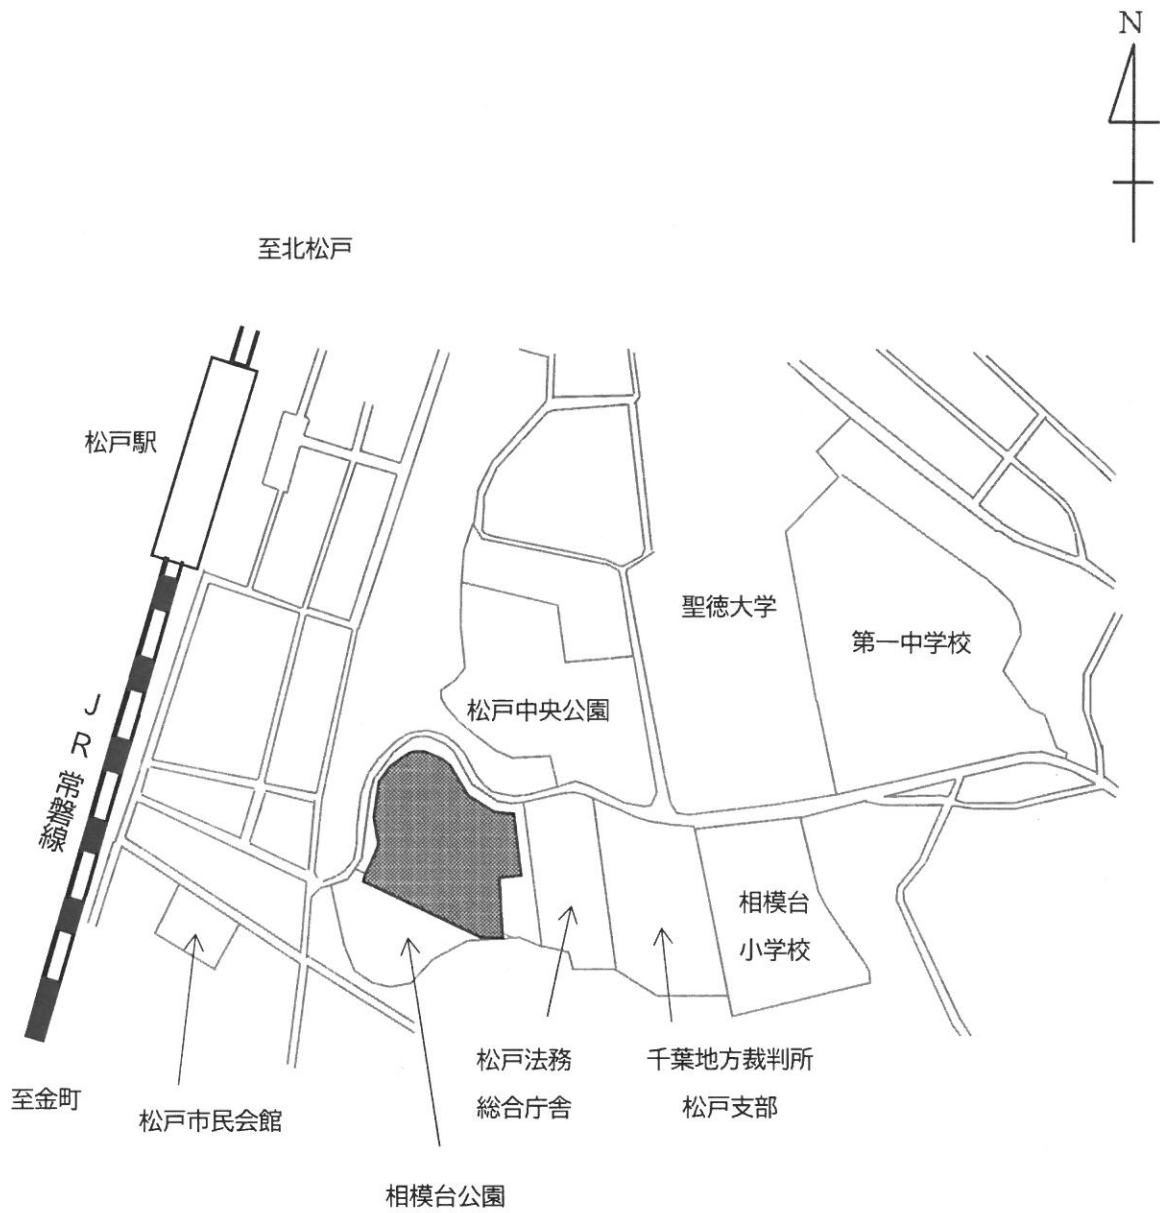 N
至北松戸
松戸駅
聖徳大学
第一中学校
松戸中央公園
JR常磐線
相模台
小学校
松戸法務
総合庁舎
千葉地方裁判所
松戸支部
至金町
松戸市民会館
相模台公園